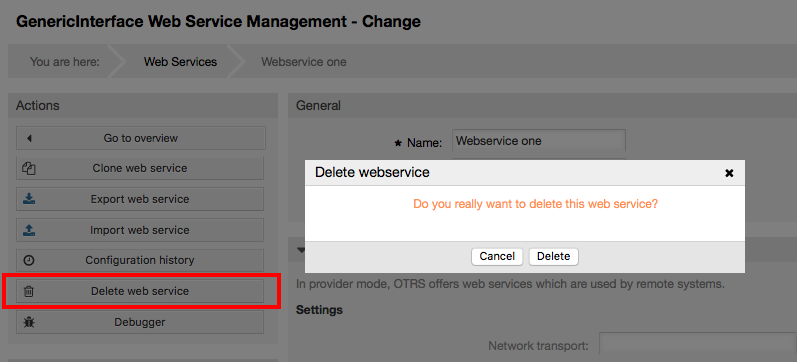 GenericInterface Web Service Management - Change
You are here: Web Services Webservice one
Actions
Go to overview
Clone web service
Export web service
Import web service
Configuration history
Delete web service
Debugger
General
★ Name: Webservice one
Delete webservice ✖
Do you really want to delete this web service?
Cancel Delete
In provider mode, OTRS offers web services which are used by remote systems.
Settings
Network transport: